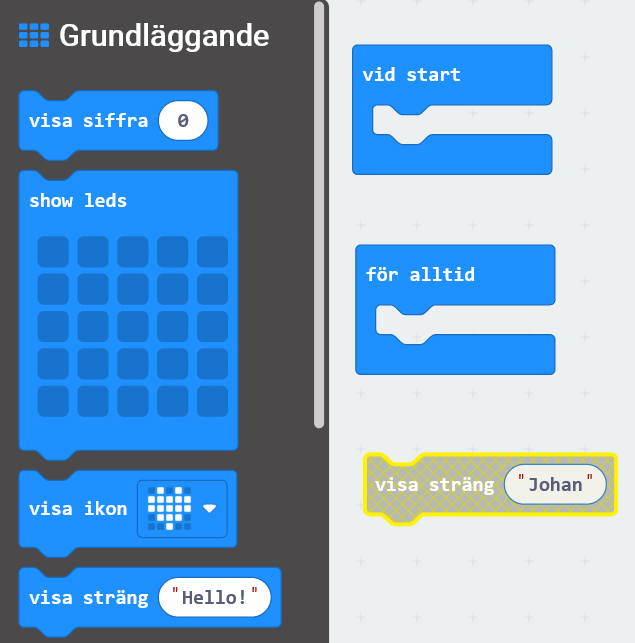 Grundläggande
visa siffra 0
show leds
visa ikon
visa sträng "Hello!"
vid start
för alltid
visa sträng "Johan"